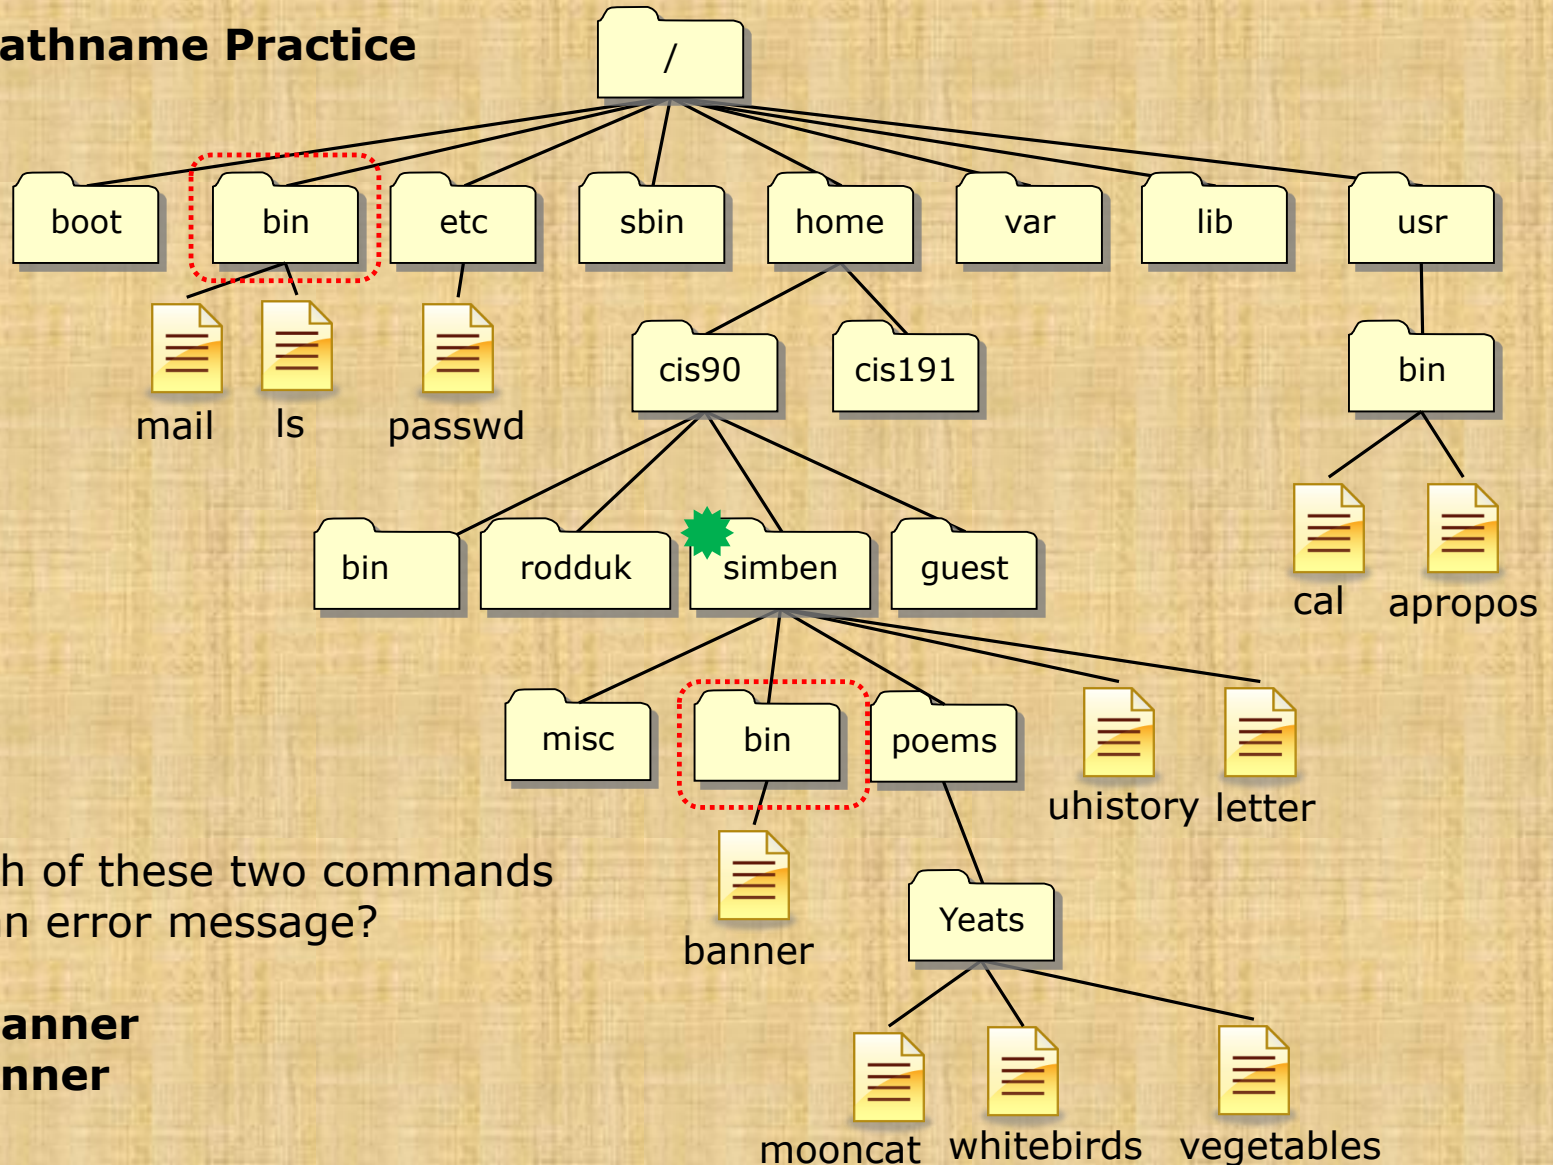 athname Practice
/
boot bin etc sbin home var lib usr
mail ls passwd
cis90 cis191 bin
cal apropos
bin rodduk simben guest
misc bin poems
uhistory letter
h of these two commands
n error message?
banner
Yeats
anner
nner
mooncat whitebirds vegetables